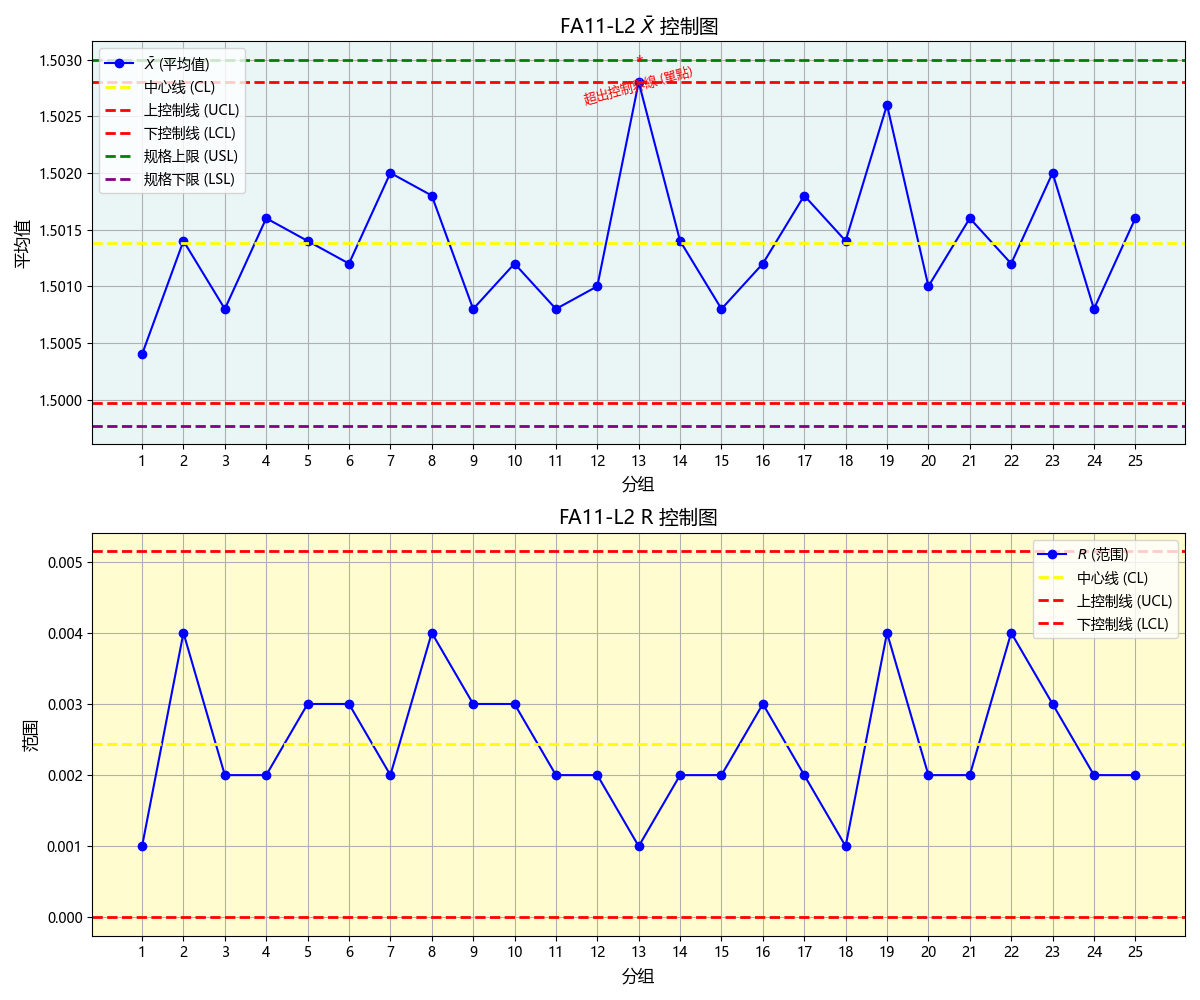 FA11-L2 X̄ 控制图
1.5030
1.5025
1.5020
1.5015
1.5010
1.5005
1.5000
平均值
X̄ (平均值)
中心线 (CL)
上控制线 (UCL)
下控制线 (LCL)
规格上限 (USL)
规格下限 (LSL)
*
超出控制界線 (單點)
1 2 3 4 5 6 7 8 9 10 11 12 13 14 15 16 17 18 19 20 21 22 23 24 25
分组
FA11-L2 R 控制图
0.005
0.004
0.003
0.002
0.001
0.000
范围
R (范围)
中心线 (CL)
上控制线 (UCL)
下控制线 (LCL)
1 2 3 4 5 6 7 8 9 10 11 12 13 14 15 16 17 18 19 20 21 22 23 24 25
分组